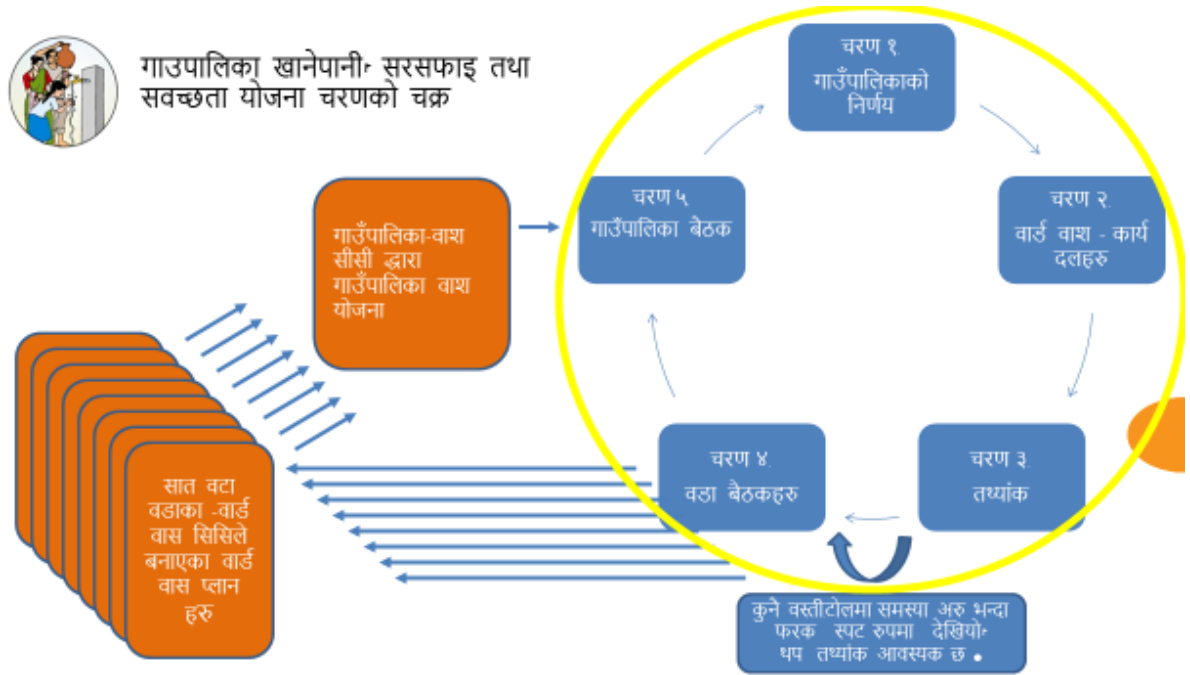 गाउपालिका खानेपानी, सरसफाइ तथा
सवच्छता योजना चरणको चक्र
चरण १.
गाउँपालिकाको
निर्णय
चरण २.
वार्ड वाश - कार्य
दलहरु
चरण ३.
तथ्यांक
चरण ४.
वडा बैठकहरु
चरण ५.
गाउँपालिका बैठक
गाउँपालिका-वाश
सीसी द्धारा
गाउँपालिका वाश
योजना
सात वटा
वडाका -वार्ड
वास सिसिले
बनाएका वार्ड
वास प्लान
हरु
कुनै वस्तीटोलमा समस्या अरु भन्दा
फरक स्पट रुपमा देखियो,
थप तथ्यांक आवस्यक छ .